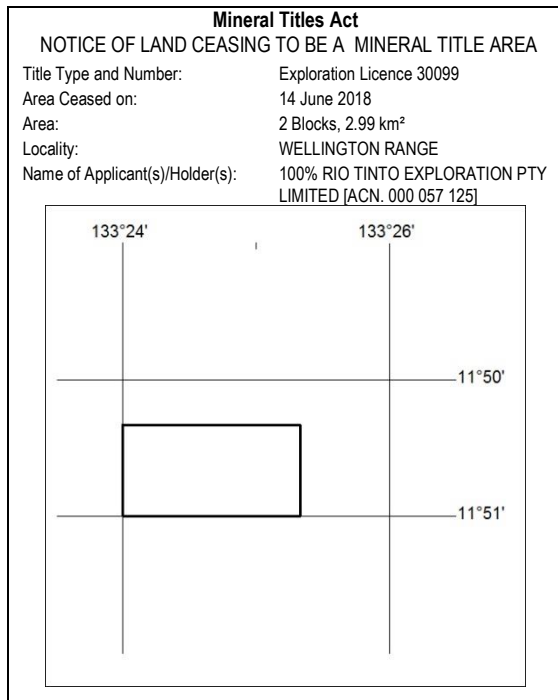 Mineral Titles Act
NOTICE OF LAND CEASING TO BE A MINERAL TITLE AREA
Title Type and Number: Exploration Licence 30099
Area Ceased on: 14 June 2018
Area: 2 Blocks, 2.99 km²
Locality: WELLINGTON RANGE
Name of Applicant(s)/Holder(s): 100% RIO TINTO EXPLORATION PTY
LIMITED [ACN. 000 057 125]
133°24' 133°26'
11°50'
11°51'